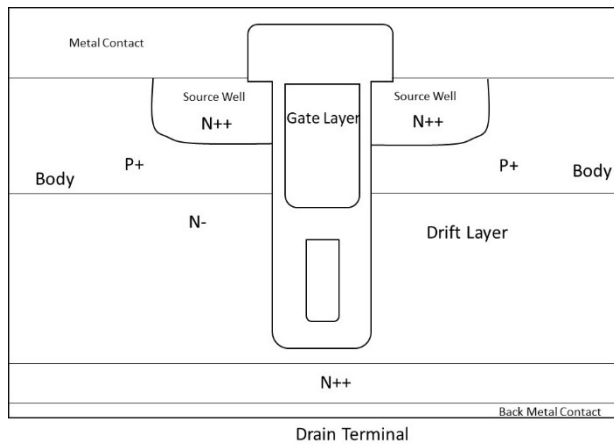 Metal Contact
Source Well
N++
Gate Layer
Source Well
N++
P+
Body
P+
Body
N-
Drift Layer
N++
Back Metal Contact
Drain Terminal